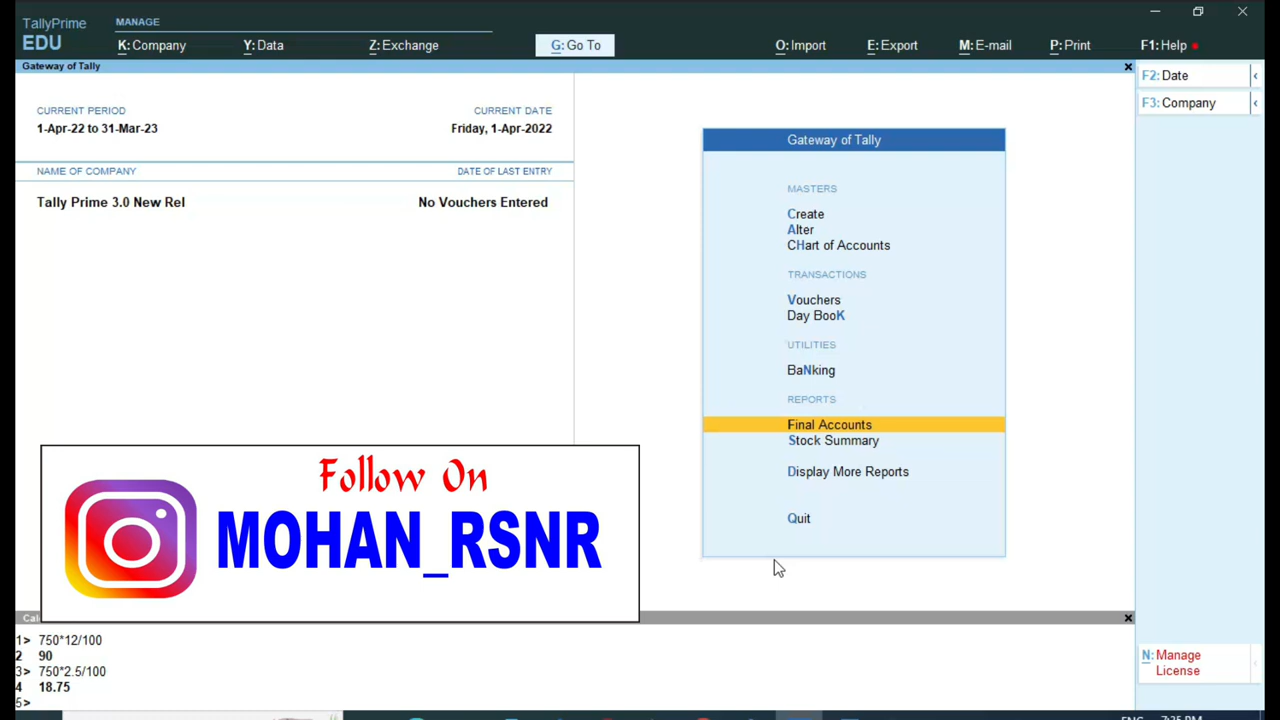 TallyPrime
EDU
MANAGE
K:Company
Y:Data
Z:Exchange
G:Go To
O:Import
E:Export
M:E-mail
P:Print
F1:Help
Gateway of Tally
F2:Date
F3:Company
CURRENT PERIOD
CURRENT DATE
1-Apr-22 to 31-Mar-23
Friday, 1-Apr-2022
NAME OF COMPANY
DATE OF LAST ENTRY
Tally Prime 3.0 New Rel
No Vouchers Entered
Gateway of Tally
MASTERS
Create
Alter
CHart of Accounts
TRANSACTIONS
Vouchers
Day BooK
UTILITIES
BaNking
REPORTS
Final Accounts
Stock Summary
Display More Reports
Quit
Follow On
MOHAN_RSNR
1> 750*12/100
2 90
3> 750*2.5/100
4 18.75
5>
N:Manage
License
ENG